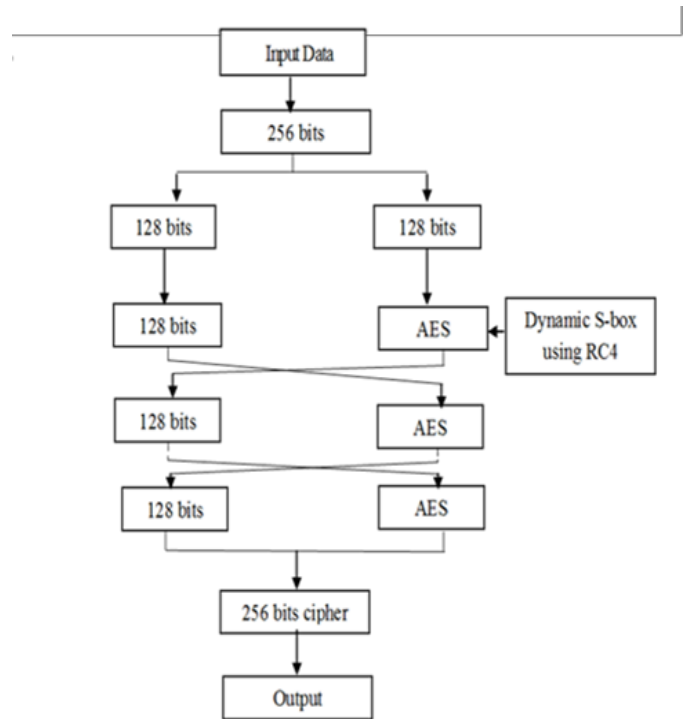 Input Data
256 bits
128 bits
128 bits
128 bits
AES
Dynamic S-box
using RC4
128 bits
AES
128 bits
AES
256 bits cipher
Output